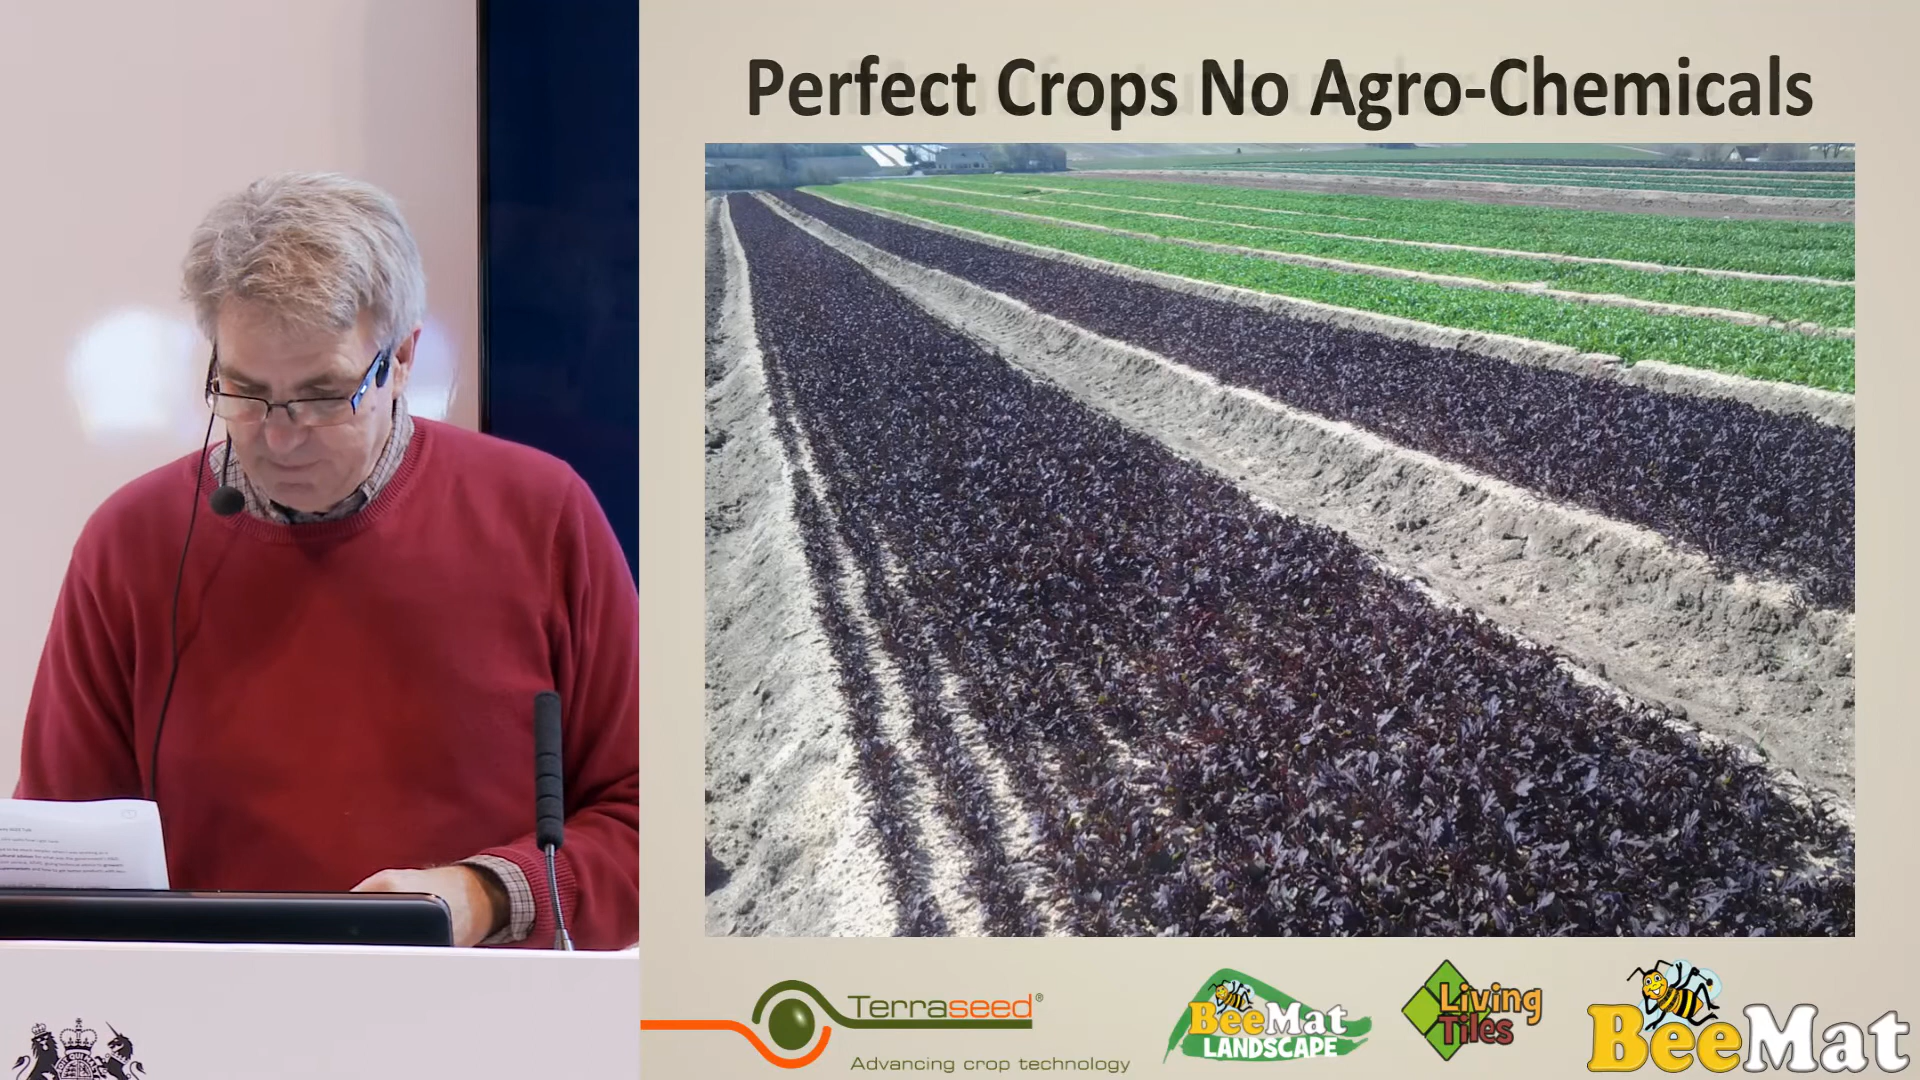 Perfect Crops No Agro-Chemicals
Terraseed®
Advancing crop technology
BeeMat
LANDSCAPE
Living
Tiles
BeeMat